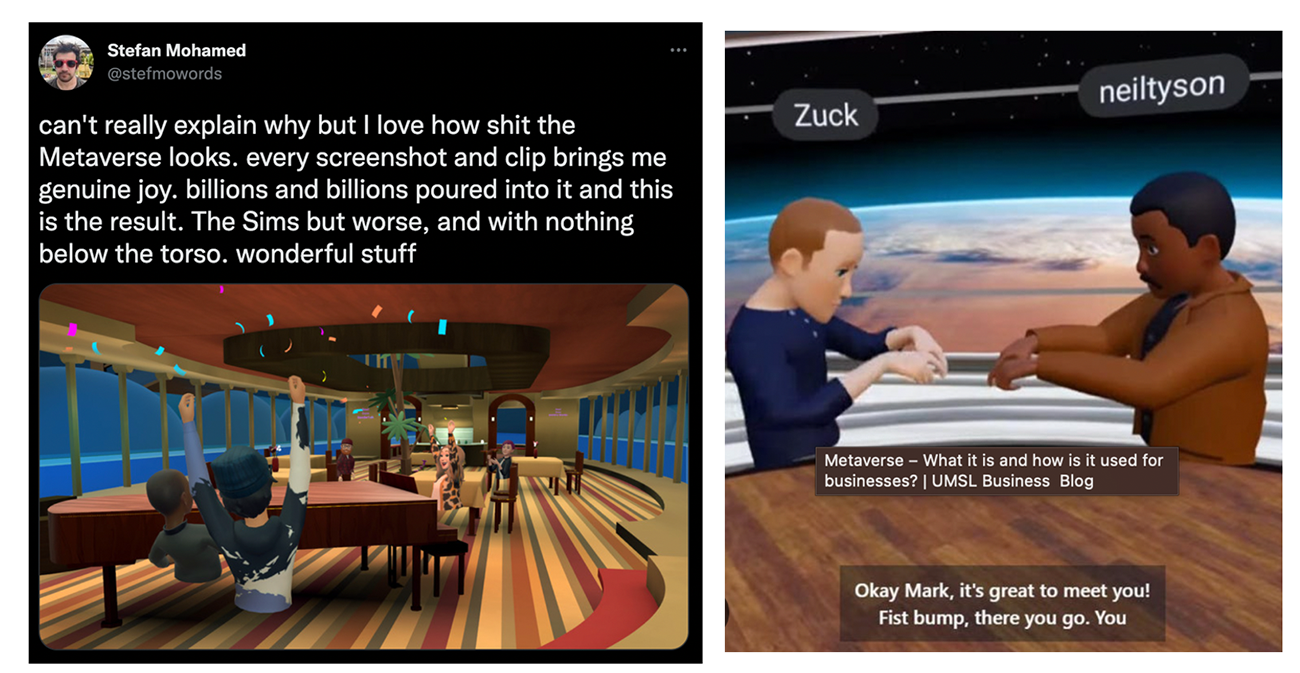 Stefan Mohamed
@stefmowords
can't really explain why but I love how shit the
Metaverse looks. every screenshot and clip brings me
genuine joy. billions and billions poured into it and this
is the result. The Sims but worse, and with nothing
below the torso. wonderful stuff
Zuck
neiltyson
Metaverse – What it is and how is it used for
businesses? | UMSL Business Blog
Okay Mark, it's great to meet you!
Fist bump, there you go. You